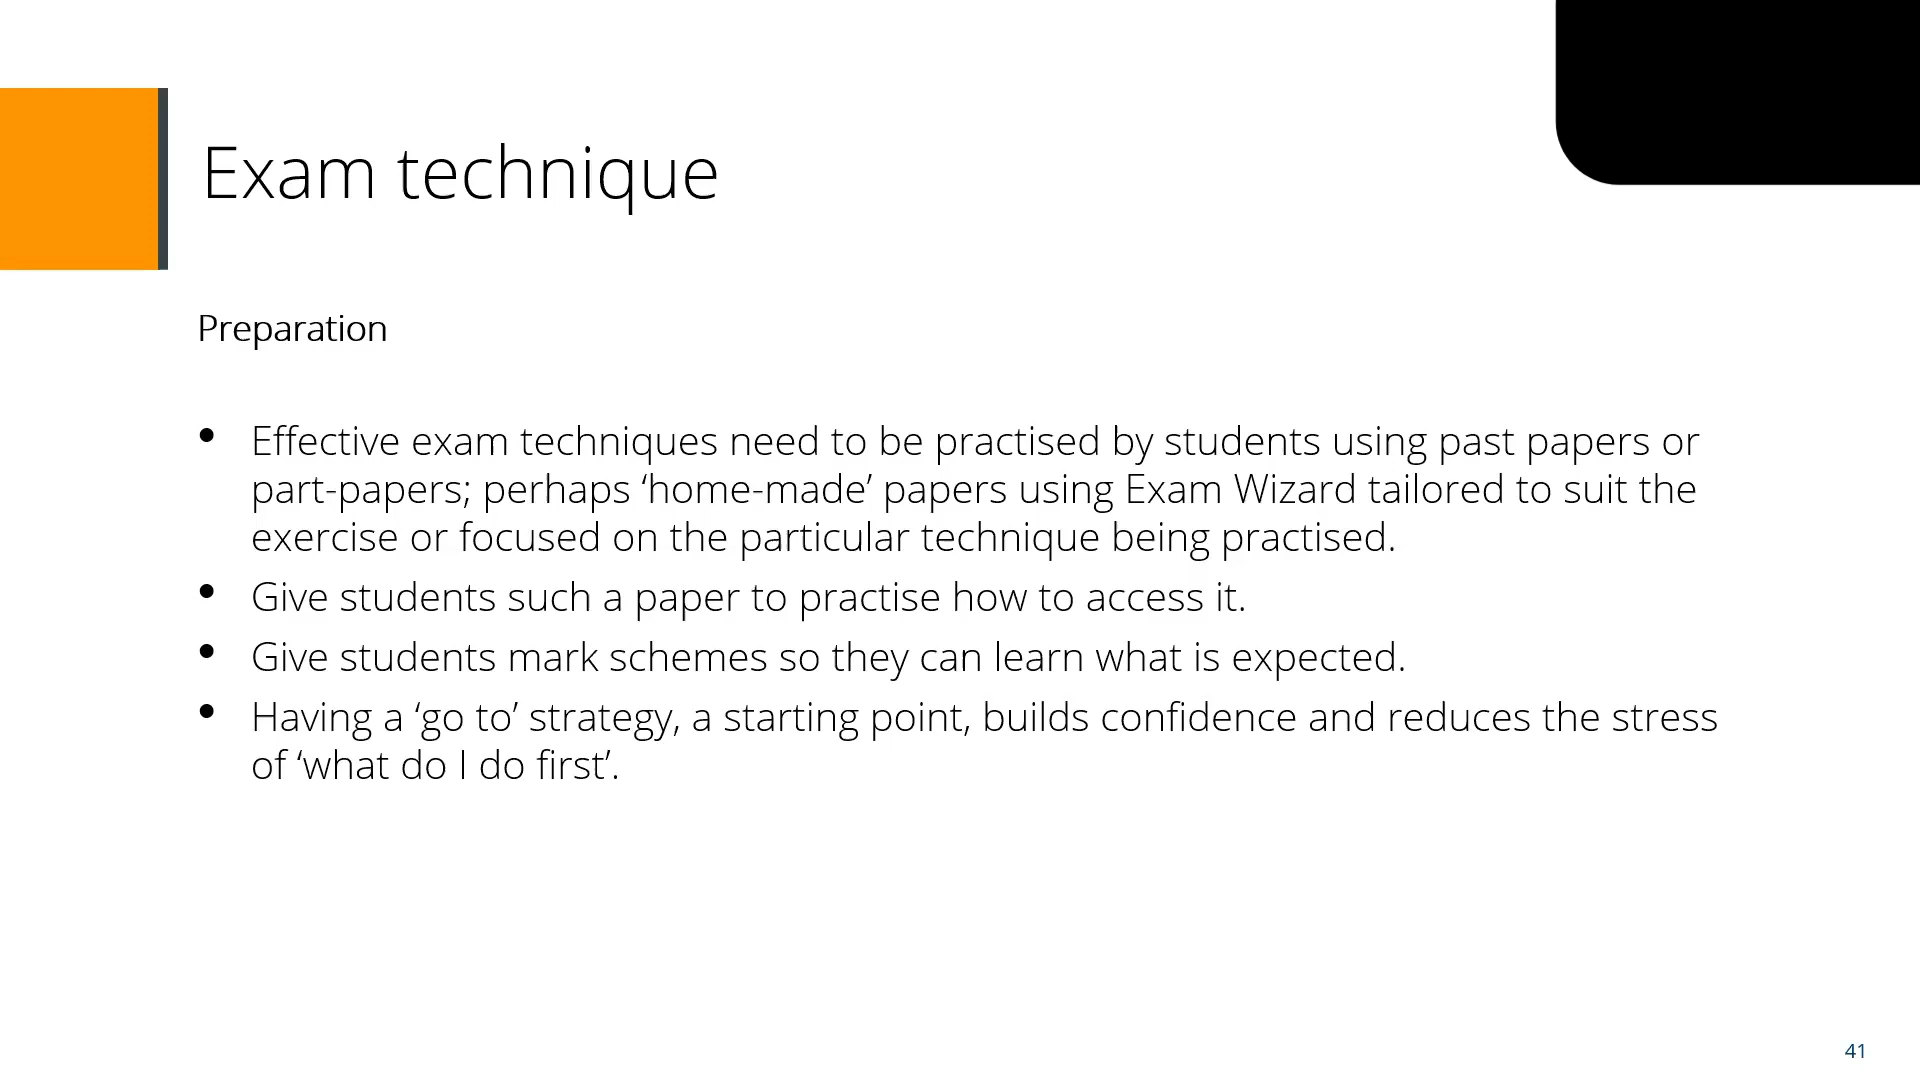 Exam technique
Preparation
• Effective exam techniques need to be practised by students using past papers or
part-papers; perhaps ‘home-made’ papers using Exam Wizard tailored to suit the
exercise or focused on the particular technique being practised.
• Give students such a paper to practise how to access it.
• Give students mark schemes so they can learn what is expected.
• Having a ‘go to’ strategy, a starting point, builds confidence and reduces the stress
of ‘what do I do first’.
41